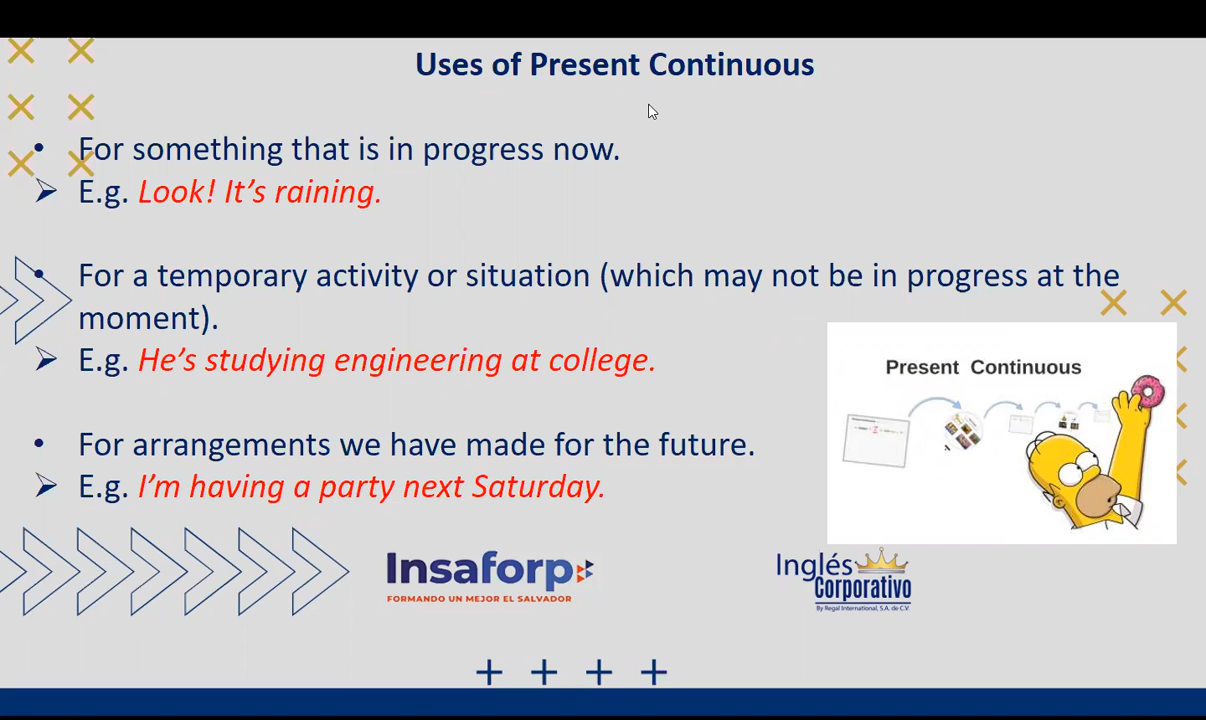 Uses of Present Continuous
• For something that is in progress now.
➢ E.g. Look! It’s raining.
• For a temporary activity or situation (which may not be in progress at the
moment).
➢ E.g. He’s studying engineering at college.
• For arrangements we have made for the future.
➢ E.g. I’m having a party next Saturday.
Present Continuous
Insaforp
FORMANDO UN MEJOR EL SALVADOR
Inglés
Corporativo
By Regal International, S.A. de C.V.